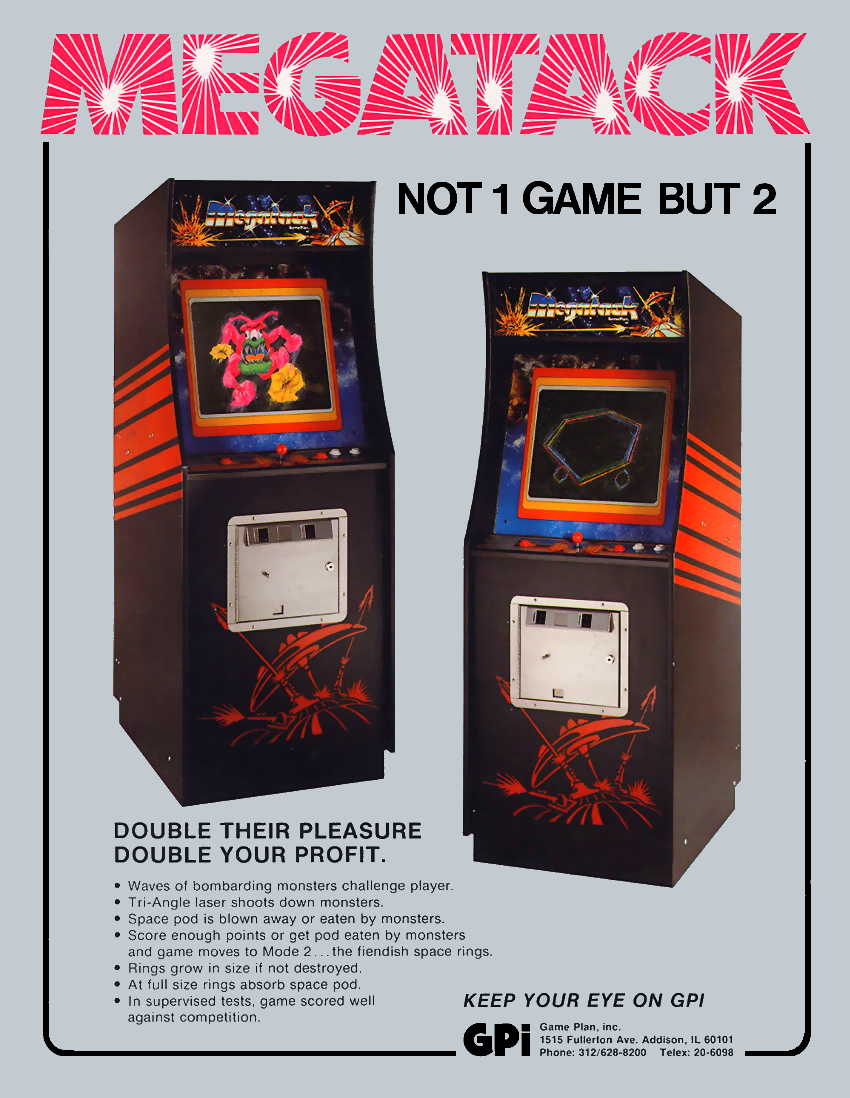 MEGATACK
NOT 1 GAME BUT 2
Megatack
GamePlan
Megatack
GamePlan
DOUBLE THEIR PLEASURE
DOUBLE YOUR PROFIT.
• Waves of bombarding monsters challenge player.
• Tri-Angle laser shoots down monsters.
• Space pod is blown away or eaten by monsters.
• Score enough points or get pod eaten by monsters
and game moves to Mode 2...the fiendish space rings.
• Rings grow in size if not destroyed.
• At full size rings absorb space pod.
• In supervised tests, game scored well
against competition.
KEEP YOUR EYE ON GPI
GPi
Game Plan, inc.
1515 Fullerton Ave. Addison, IL 60101
Phone: 312/628-8200 Telex: 20-6098